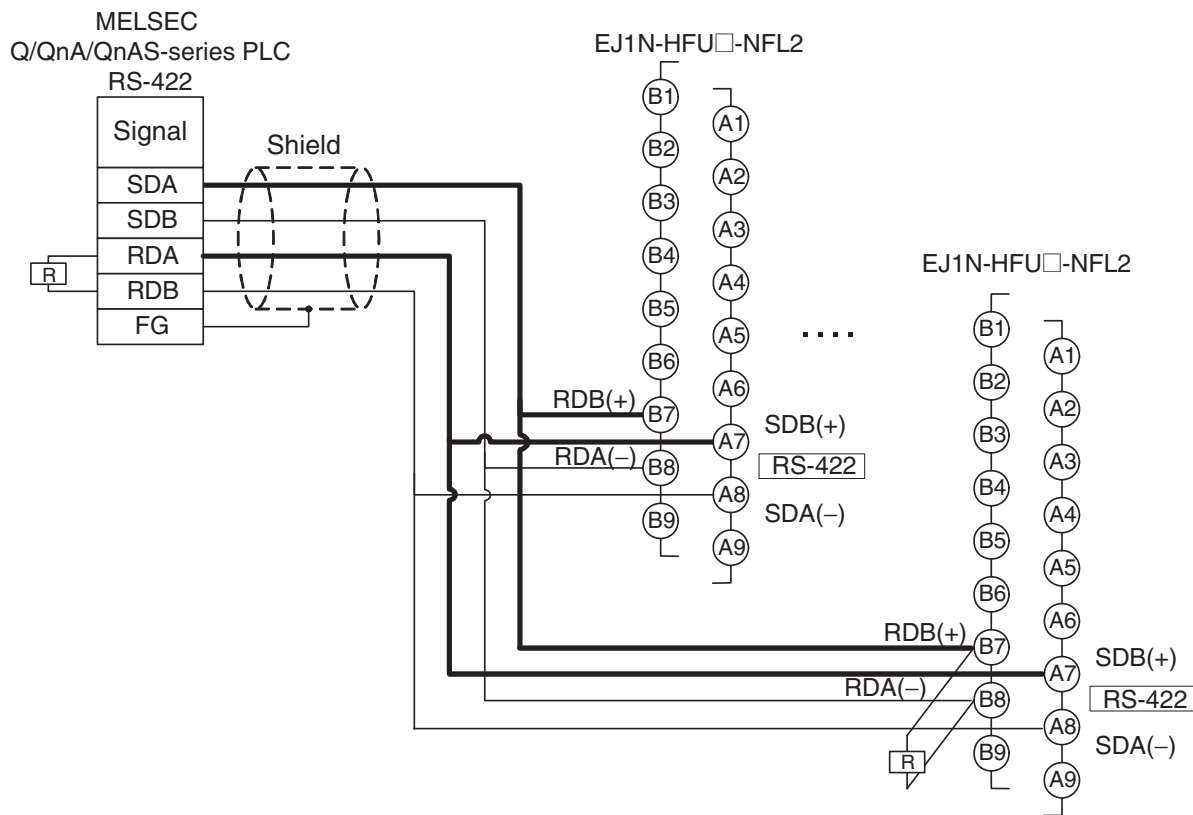 MELSEC
Q/QnA/QnAS-series PLC
RS-422
Signal
SDA
SDB
RDA
RDB
FG
R
Shield
EJ1N-HFU□-NFL2
B1
B2
B3
B4
B5
B6
B7
B8
B9
A1
A2
A3
A4
A5
A6
A7
A8
A9
RDB(+)
RDA(−)
SDB(+)
RS-422
SDA(−)
....
EJ1N-HFU□-NFL2
B1
B2
B3
B4
B5
B6
B7
B8
B9
A1
A2
A3
A4
A5
A6
A7
A8
A9
RDB(+)
RDA(−)
SDB(+)
RS-422
SDA(−)
R